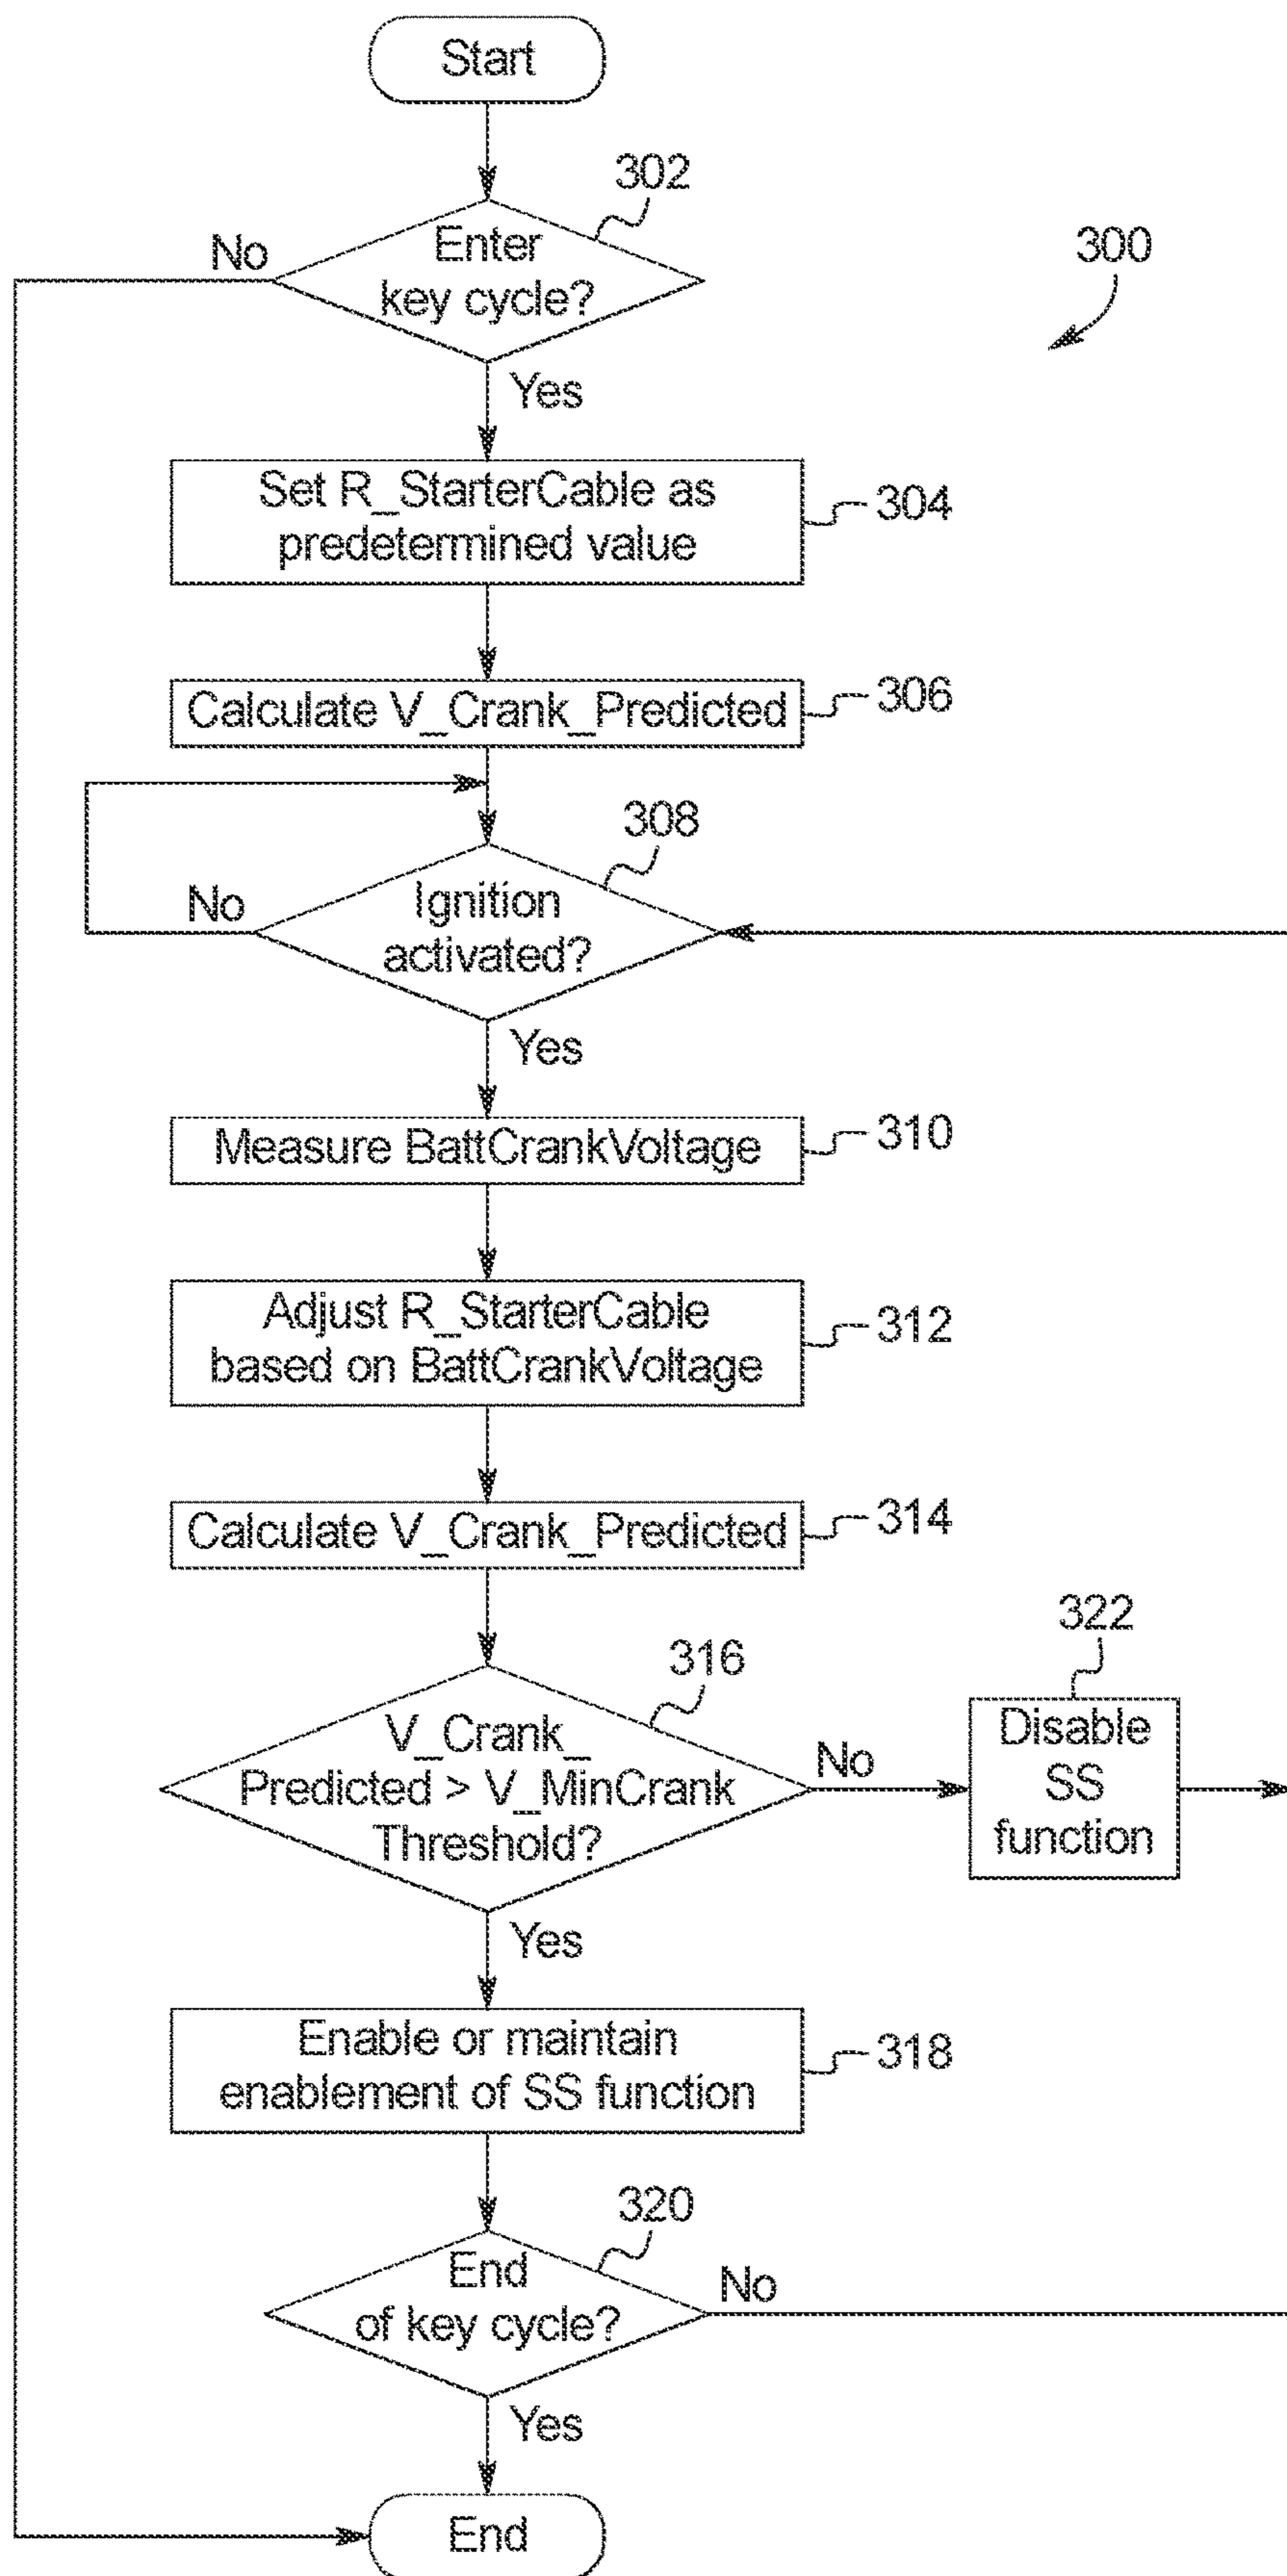 Start
302
Enter
key cycle?
No
300
Yes
Set R_StarterCable as
predetermined value
304
Calculate V_Crank_Predicted
306
308
Ignition
activated?
No
Yes
Measure BattCrankVoltage
310
Adjust R_StarterCable
based on BattCrankVoltage
312
Calculate V_Crank_Predicted
314
316
V_Crank_
Predicted > V_MinCrank
Threshold?
No
322
Disable
SS
function
Yes
Enable or maintain
enablement of SS function
318
320
End
of key cycle?
No
Yes
End